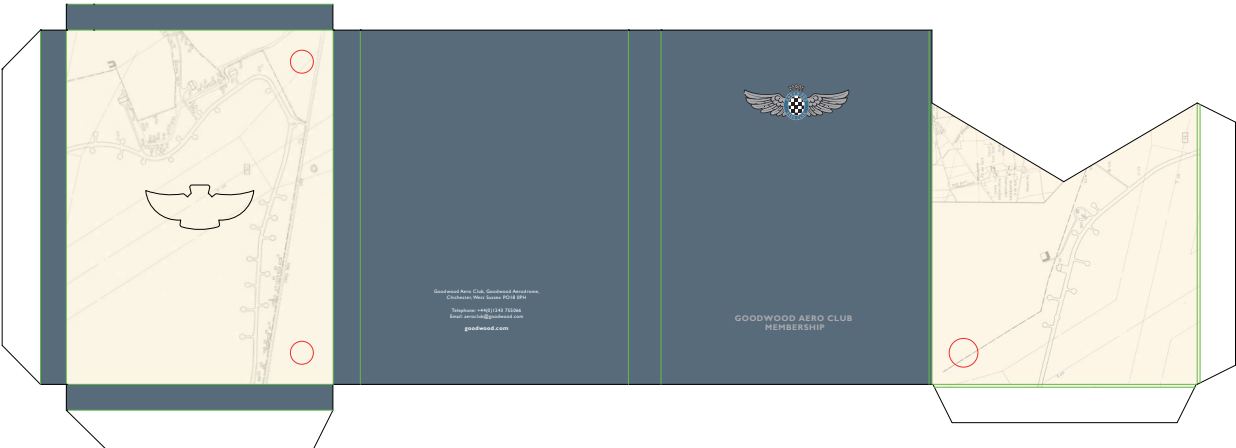 Goodwood Aero Club, Goodwood Aerodrome,
Chichester, West Sussex PO18 0PH
Telephone: +44(0)1243 755066
Email: aeroclub@goodwood.com
goodwood.com
GOODWOOD AERO CLUB
MEMBERSHIP